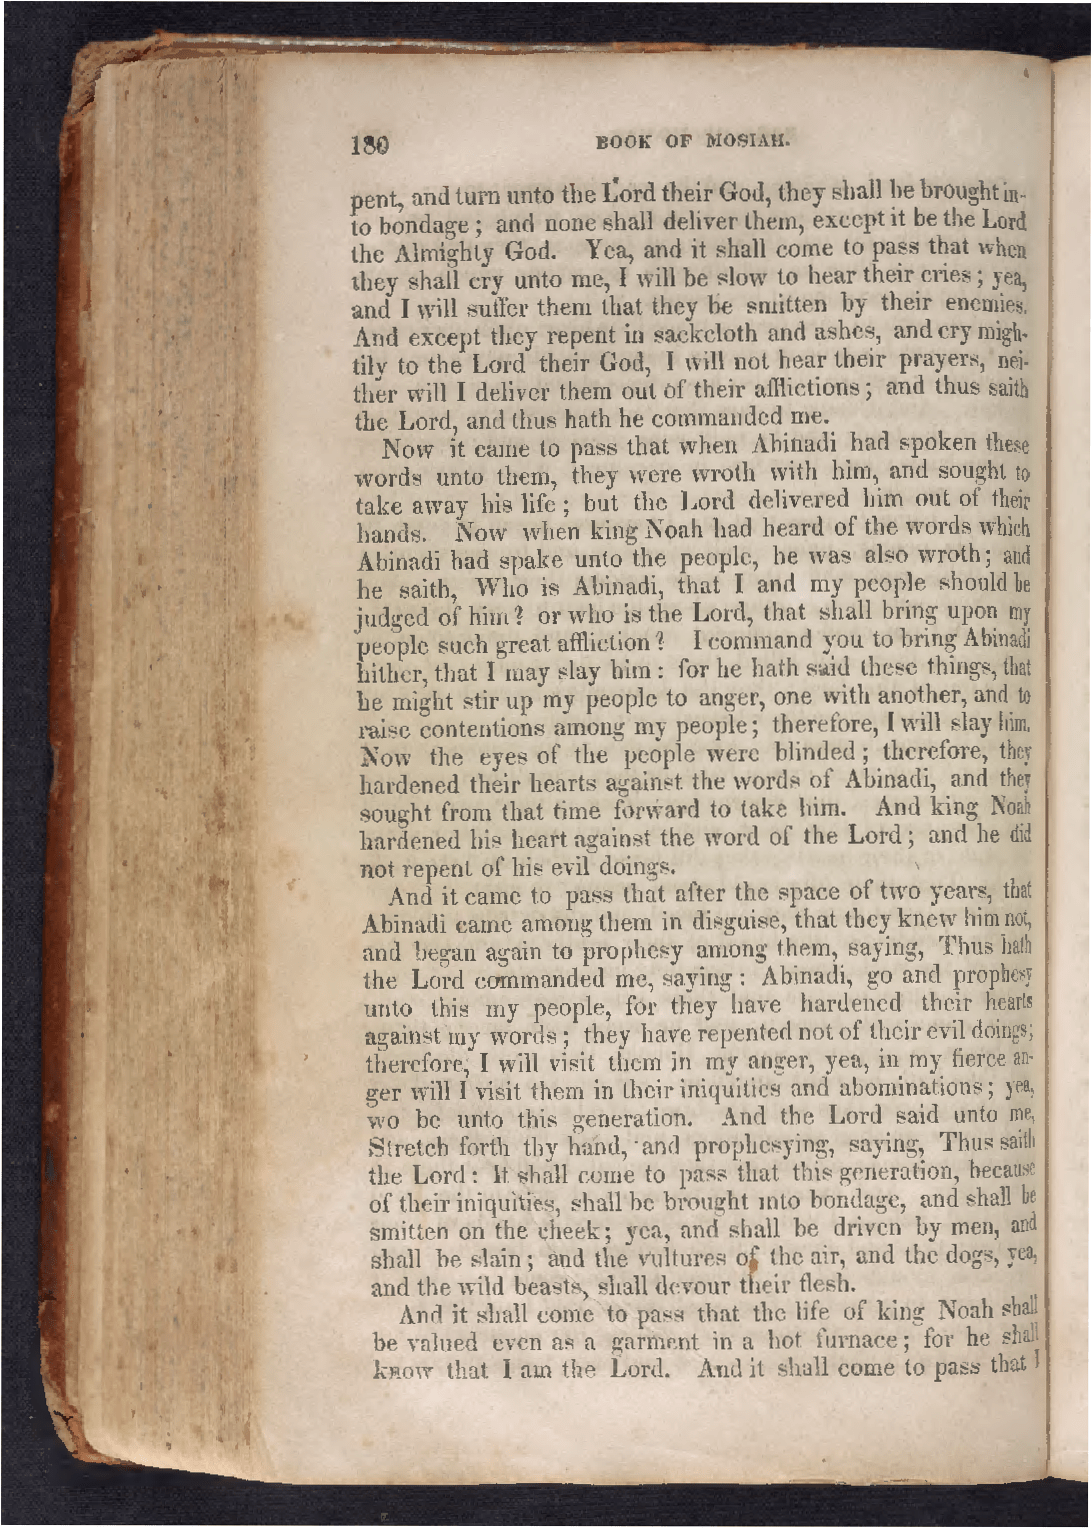 180 BOOK OF MOSIAH.
pent, and turn unto the Lord their God, they shall be brought in-
to bondage; and none shall deliver them, except it be the Lord
the Almighty God. Yea, and it shall come to pass that when
they shall cry unto me, I will be slow to hear their cries; yea,
and I will suffer them that they be smitten by their enemies.
And except they repent in sackcloth and ashes, and cry migh-
tily to the Lord their God, I will not hear their prayers, nei-
ther will I deliver them out of their afflictions; and thus saith
the Lord, and thus hath he commanded me.
Now it came to pass that when Abinadi had spoken these
words unto them, they were wroth with him, and sought to
take away his life; but the Lord delivered him out of their
hands. Now when king Noah had heard of the words which
Abinadi had spake unto the people, he was also wroth; and
he saith, Who is Abinadi, that I and my people should be
judged of him? or who is the Lord, that shall bring upon my
people such great affliction? I command you to bring Abinadi
hither, that I may slay him: for he hath said these things, that
he might stir up my people to anger, one with another, and to
raise contentions among my people; therefore, I will slay him.
Now the eyes of the people were blinded; therefore, they
hardened their hearts against the words of Abinadi, and they
sought from that time forward to take him. And king Noah
hardened his heart against the word of the Lord; and he did
not repent of his evil doings.
And it came to pass that after the space of two years, that
Abinadi came among them in disguise, that they knew him not,
and began again to prophesy among them, saying, Thus hath
the Lord commanded me, saying: Abinadi, go and prophesy
unto this my people, for they have hardened their hearts
against my words; they have repented not of their evil doings;
therefore, I will visit them in my anger, yea, in my fierce an-
ger will I visit them in their iniquities and abominations; yea,
wo be unto this generation. And the Lord said unto me,
Stretch forth thy hand, and prophesying, saying, Thus saith
the Lord: It shall come to pass that this generation, because
of their iniquities, shall be brought into bondage, and shall be
smitten on the cheek; yea, and shall be driven by men, and
shall be slain; and the vultures of the air, and the dogs, yea,
and the wild beasts, shall devour their flesh.
And it shall come to pass that the life of king Noah shall
be valued even as a garment in a hot furnace; for he shall
know that I am the Lord. And it shall come to pass that I